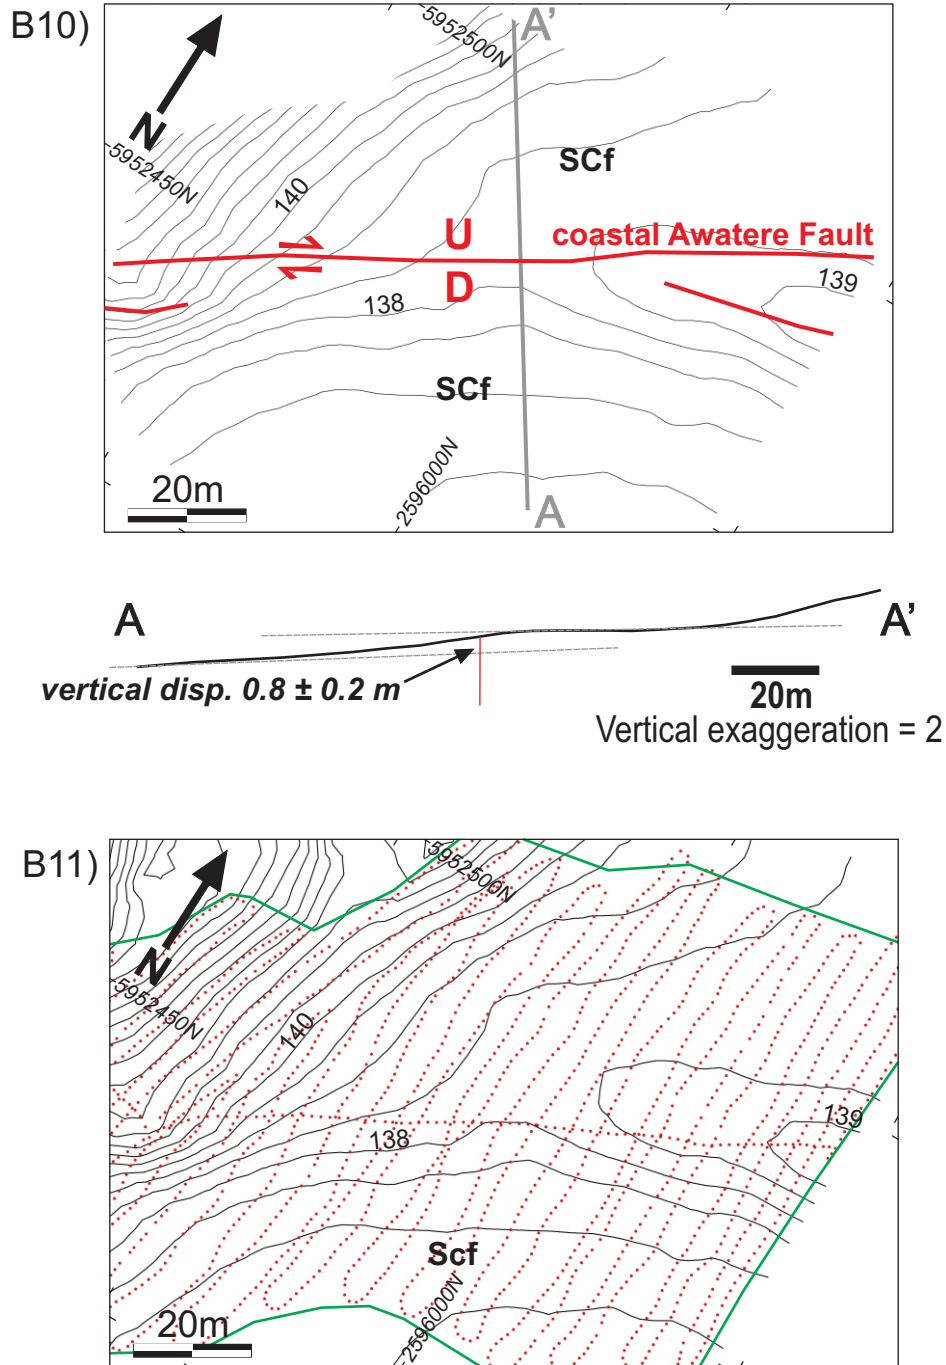 B10)
A'
5952500N
N
5952450N
SCf
140
U
coastal Awatere Fault
D
139
138
SCf
2596000N
20m
A
A
A'
vertical disp. 0.8 ± 0.2 m
20m
Vertical exaggeration = 2
B11)
5952500N
N
5952450N
140
139
138
Scf
2596000N
20m